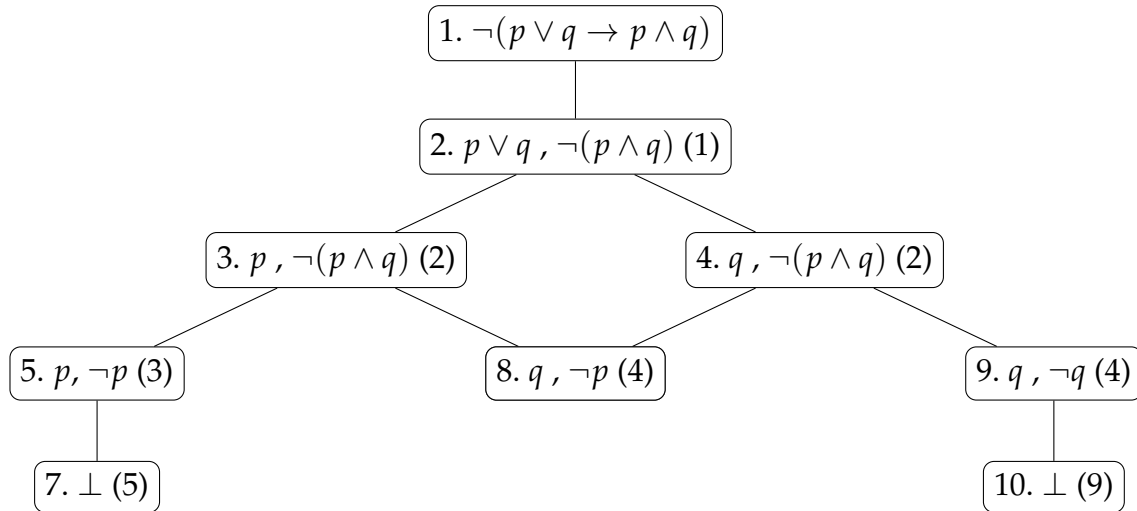 1. ¬(p ∨ q → p ∧ q)
2. p ∨ q , ¬(p ∧ q) (1)
3. p , ¬(p ∧ q) (2)
4. q , ¬(p ∧ q) (2)
5. p, ¬p (3)
8. q , ¬p (4)
9. q , ¬q (4)
7. ⊥ (5)
10. ⊥ (9)